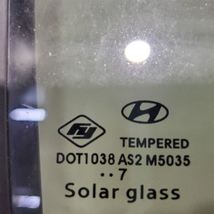 TEMPERED
DOT1038 AS2 M5035
..7
Solar glass